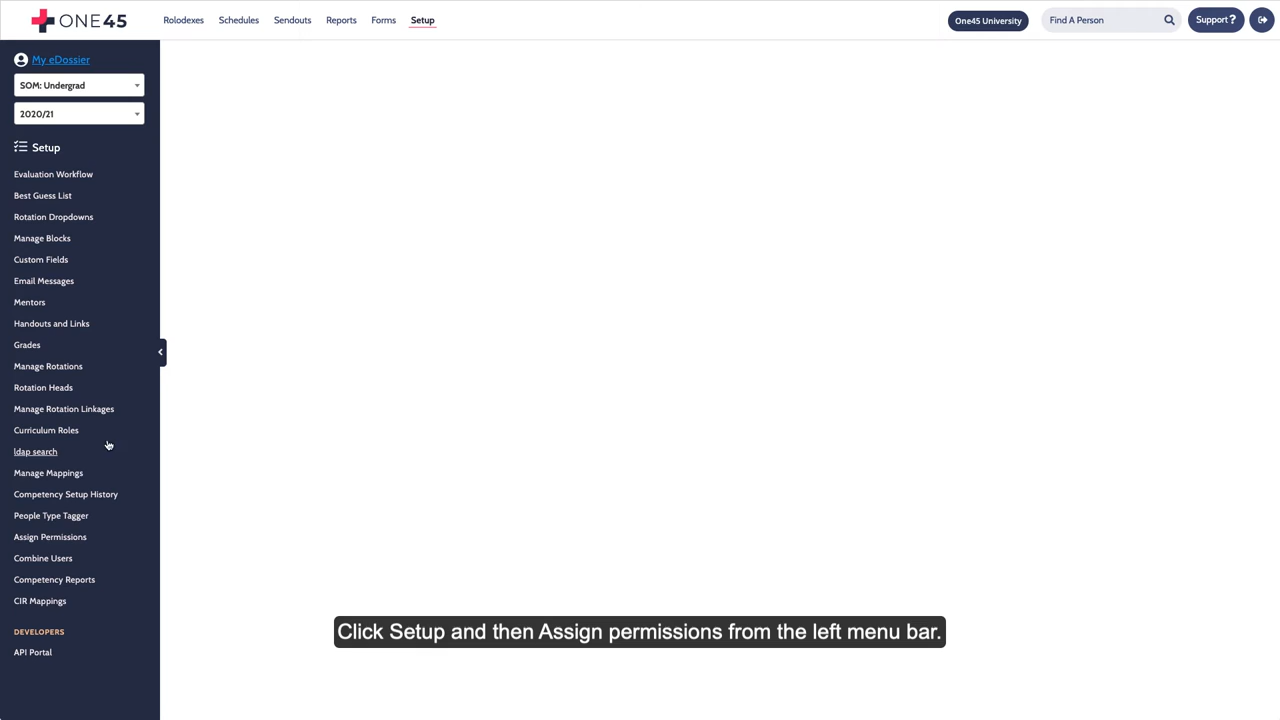 ONE45
Rolodexes Schedules Sendouts Reports Forms Setup
One45 University
Find A Person
Support ?
My eDossier
SOM: Undergrad
2020/21
Setup
Evaluation Workflow
Best Guess List
Rotation Dropdowns
Manage Blocks
Custom Fields
Email Messages
Mentors
Handouts and Links
Grades
Manage Rotations
Rotation Heads
Manage Rotation Linkages
Curriculum Roles
ldap search
Manage Mappings
Competency Setup History
People Type Tagger
Assign Permissions
Combine Users
Competency Reports
CIR Mappings
DEVELOPERS
API Portal
Click Setup and then Assign permissions from the left menu bar.